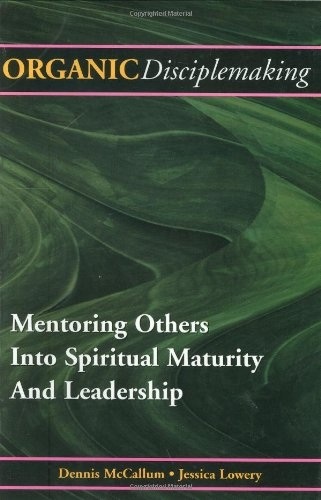 ORGANIC Disciplemaking
Mentoring Others
Into Spiritual Maturity
And Leadership
Dennis McCallum • Jessica Lowery